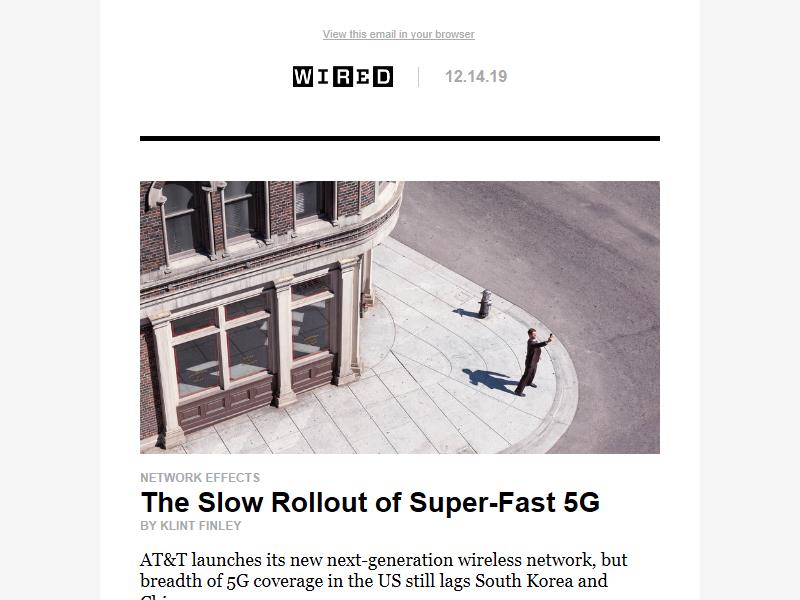 View this email in your browser
WIRED
12.14.19
NETWORK EFFECTS
The Slow Rollout of Super-Fast 5G
BY KLINT FINLEY
AT&T launches its new next-generation wireless network, but
breadth of 5G coverage in the US still lags South Korea and